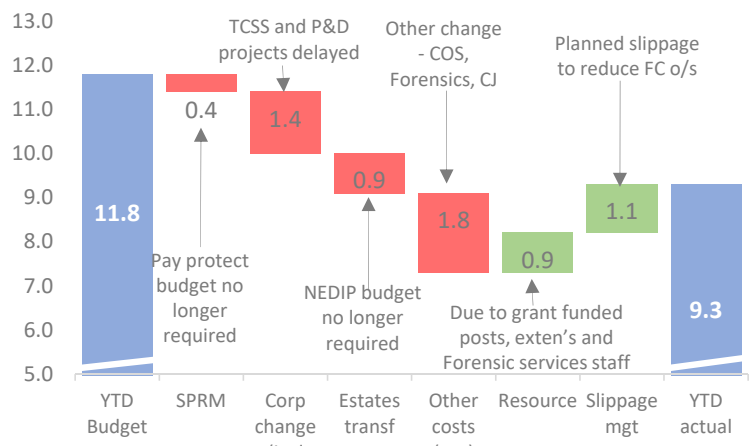 13.0
12.0
11.0
10.0
9.0
8.0
7.0
6.0
5.0
TCSS and P&D
projects delayed
Other change
- COS,
Forensics, CJ
Planned slippage
to reduce FC o/s
11.8
0.4
1.4
0.9
1.8
0.9
1.1
9.3
Pay protect
budget no
longer
required
NEDIP budget
no longer
required
Due to grant funded
posts, exten's and
Forensic services staff
YTD
Budget
SPRM
Corp
change
Estates
transf
Other
costs
Resource
Slippage
mgt
YTD
actual